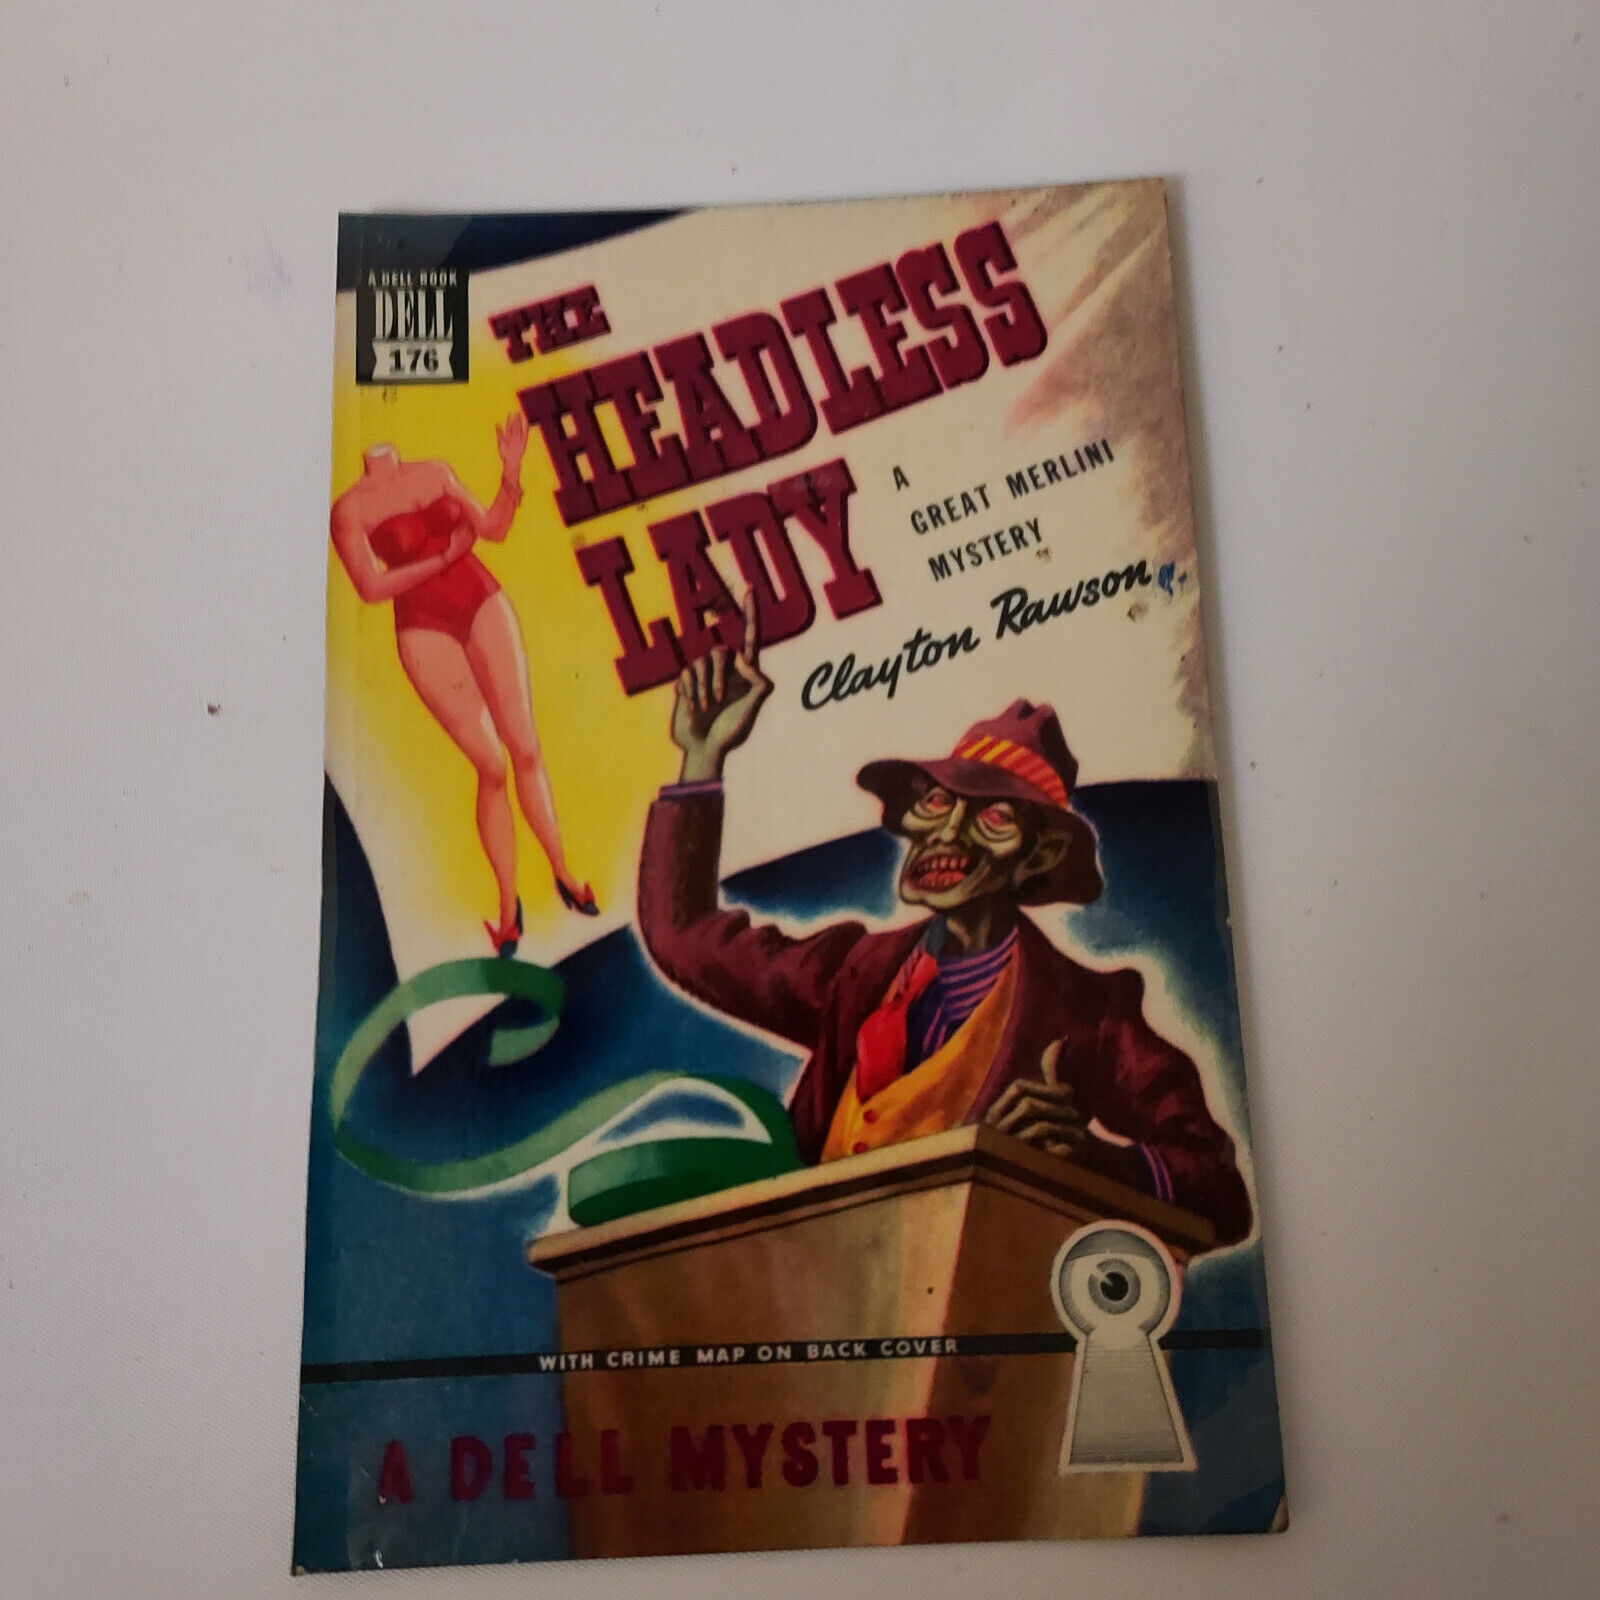 A DELL BOOK
DELL
176
THE
HEADLESS
LADY
A
GREAT MERLINI
MYSTERY
Clayton Rawson
WITH CRIME MAP ON BACK COVER
A DELL MYSTERY